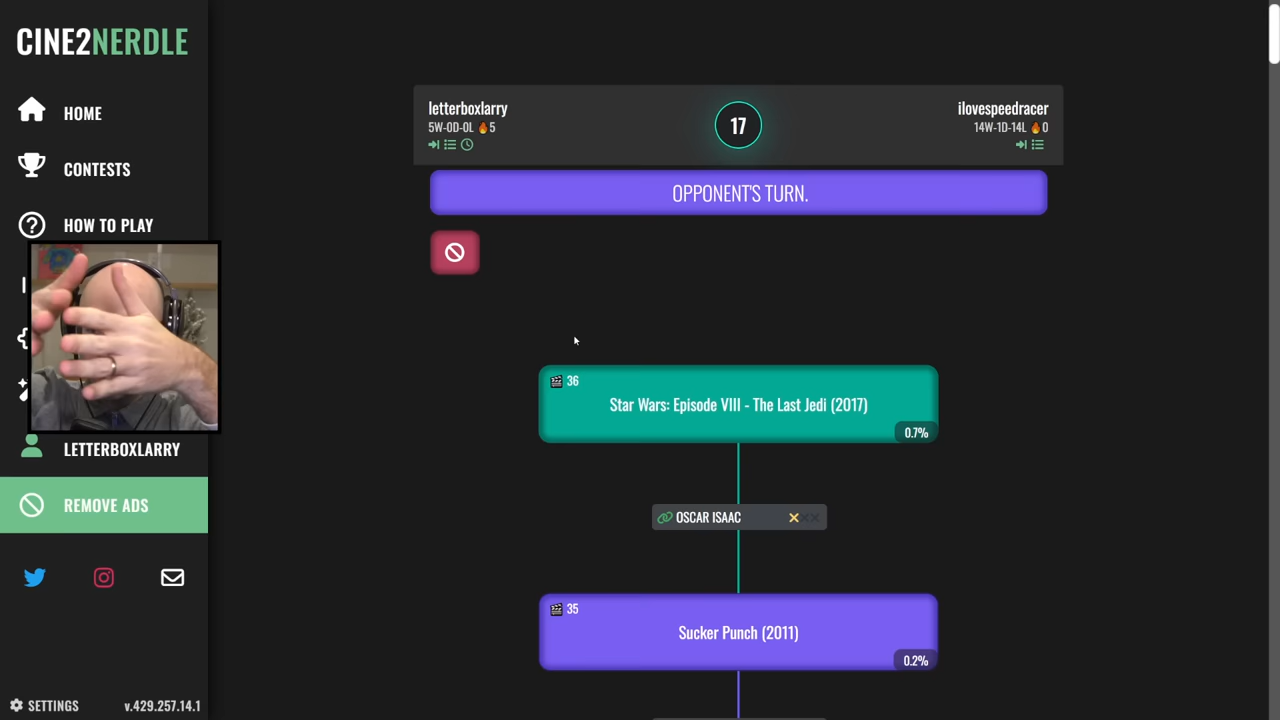 CINE2NERDLE
HOME
CONTESTS
HOW TO PLAY
LETTERBOXLARRY
REMOVE ADS
SETTINGS
v.429.257.14.1
letterboxlarry
5W-0D-0L 🔥5
17
ilovespeedracer
14W-1D-14L 🔥0
OPPONENT'S TURN.
36
Star Wars: Episode VIII - The Last Jedi (2017)
0.7%
OSCAR ISAAC
35
Sucker Punch (2011)
0.2%